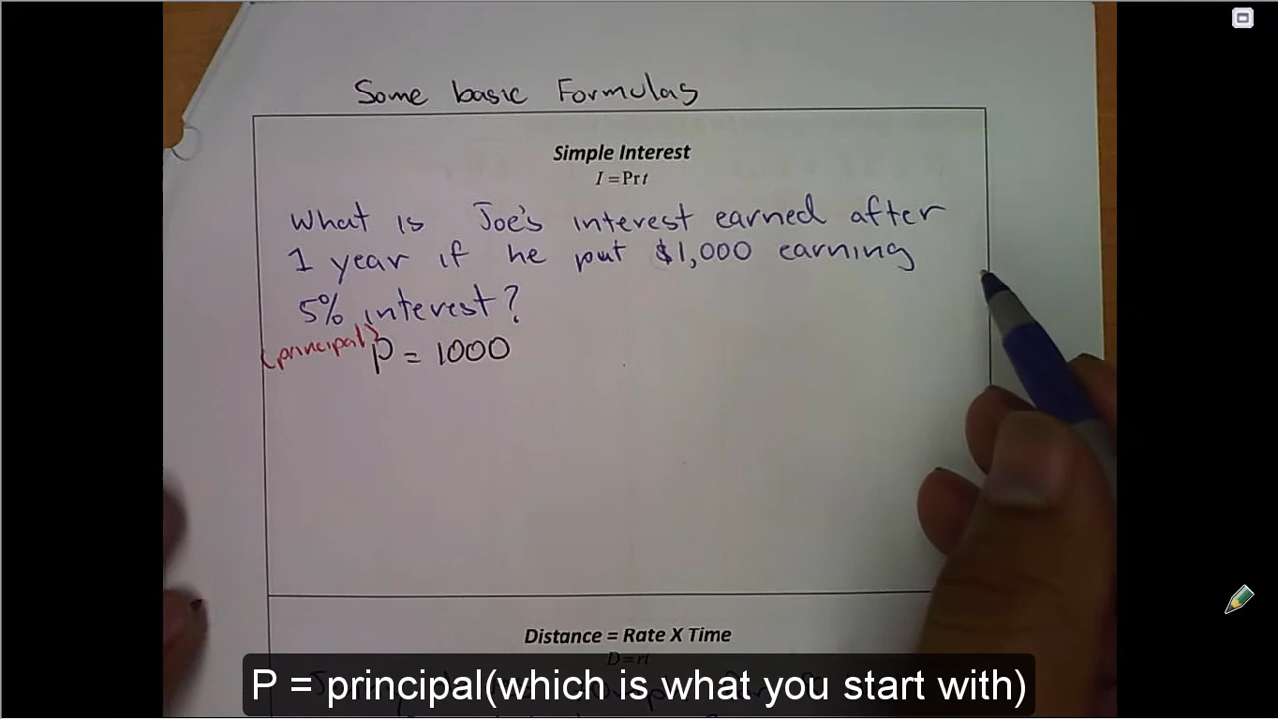 Some basic Formulas
Simple Interest
I = Prt
What is Joe's interest earned after
1 year if he put $1,000 earning
5% interest?
(principal) P = 1000
Distance = Rate X Time
D = rt
P = principal(which is what you start with)